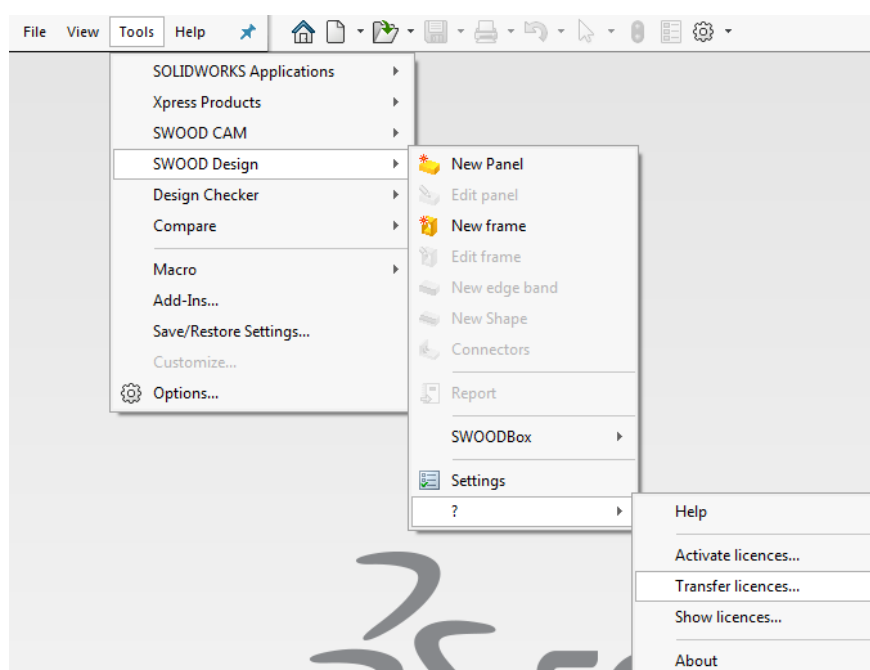 File View Tools Help
SOLIDWORKS Applications
Xpress Products
SWOOD CAM
SWOOD Design
Design Checker
Compare
Macro
Add-Ins...
Save/Restore Settings...
Customize...
Options...
New Panel
Edit panel
New frame
Edit frame
New edge band
New Shape
Connectors
Report
SWOODBox
Settings
?
Help
Activate licences...
Transfer licences...
Show licences...
About